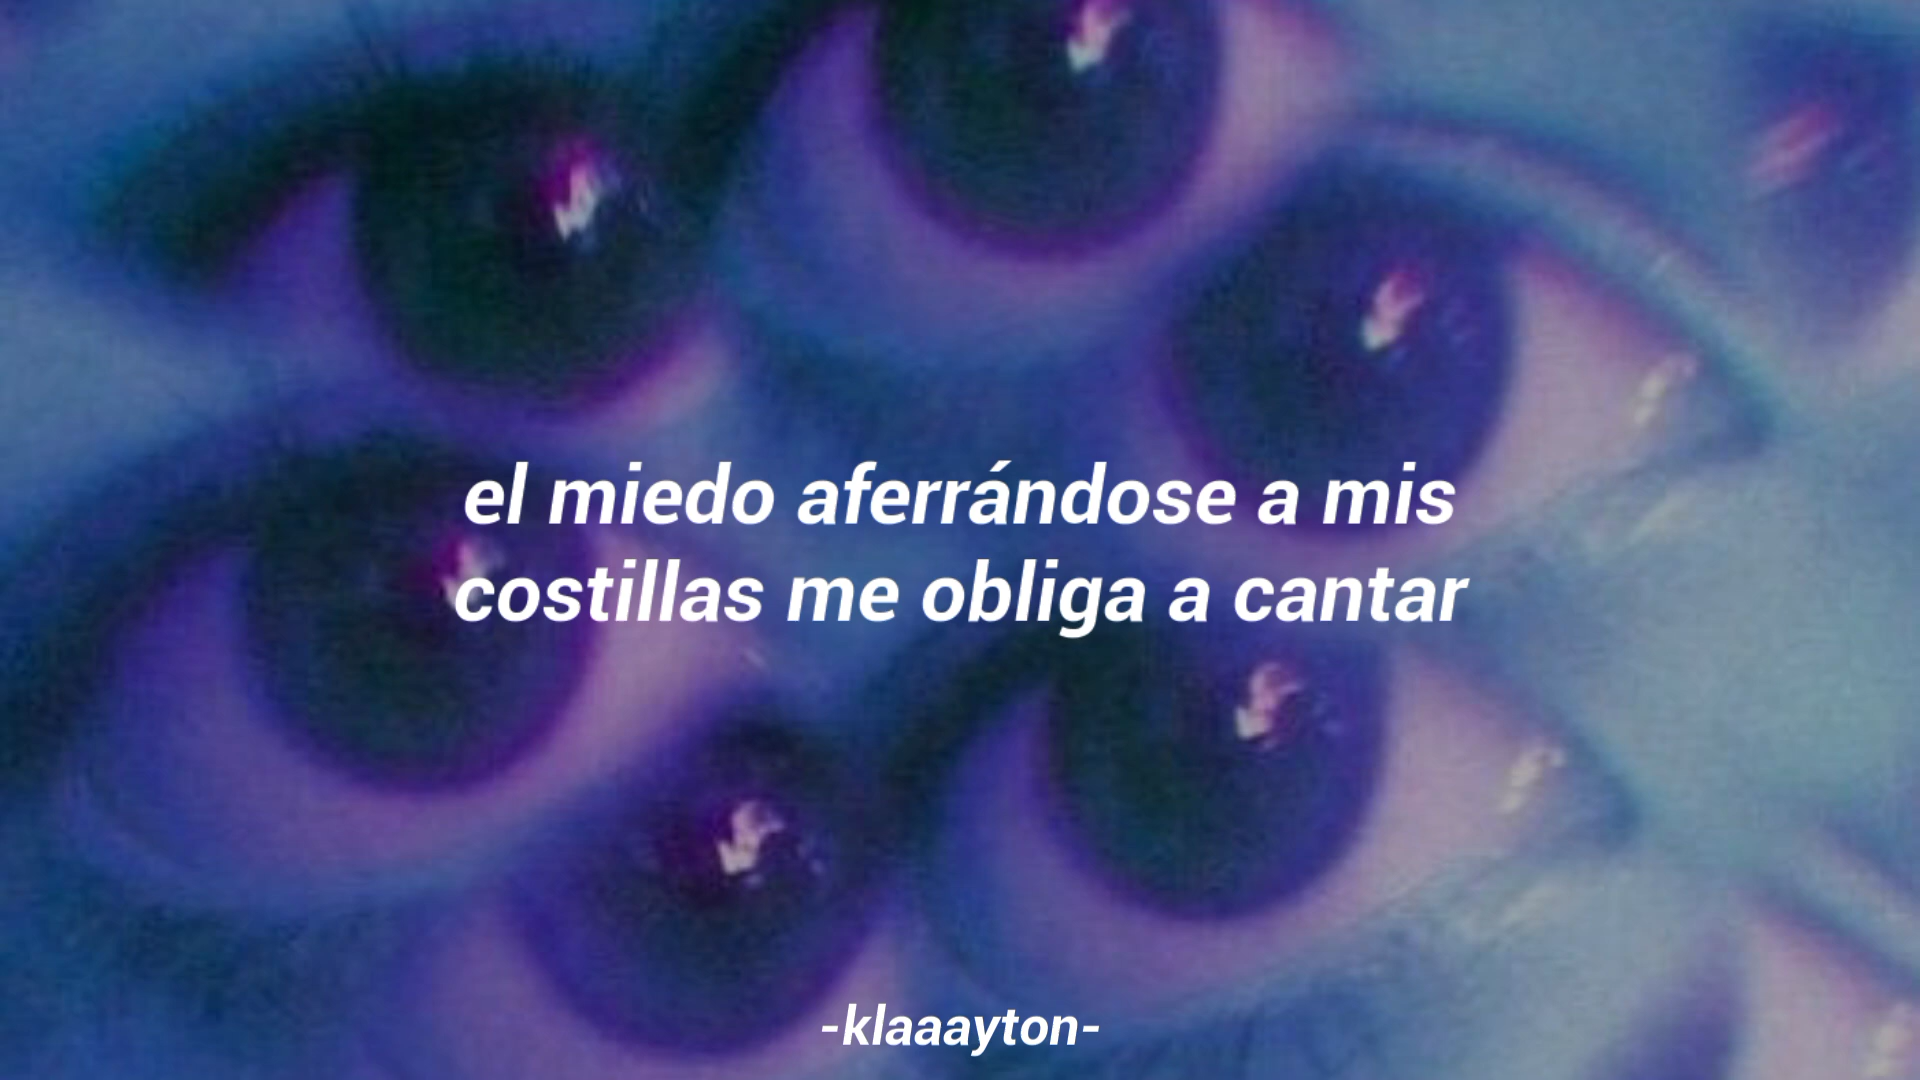 el miedo aferrándose a mis
costillas me obliga a cantar
-klaaayton-